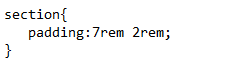 section{
   padding:7rem 2rem;
}